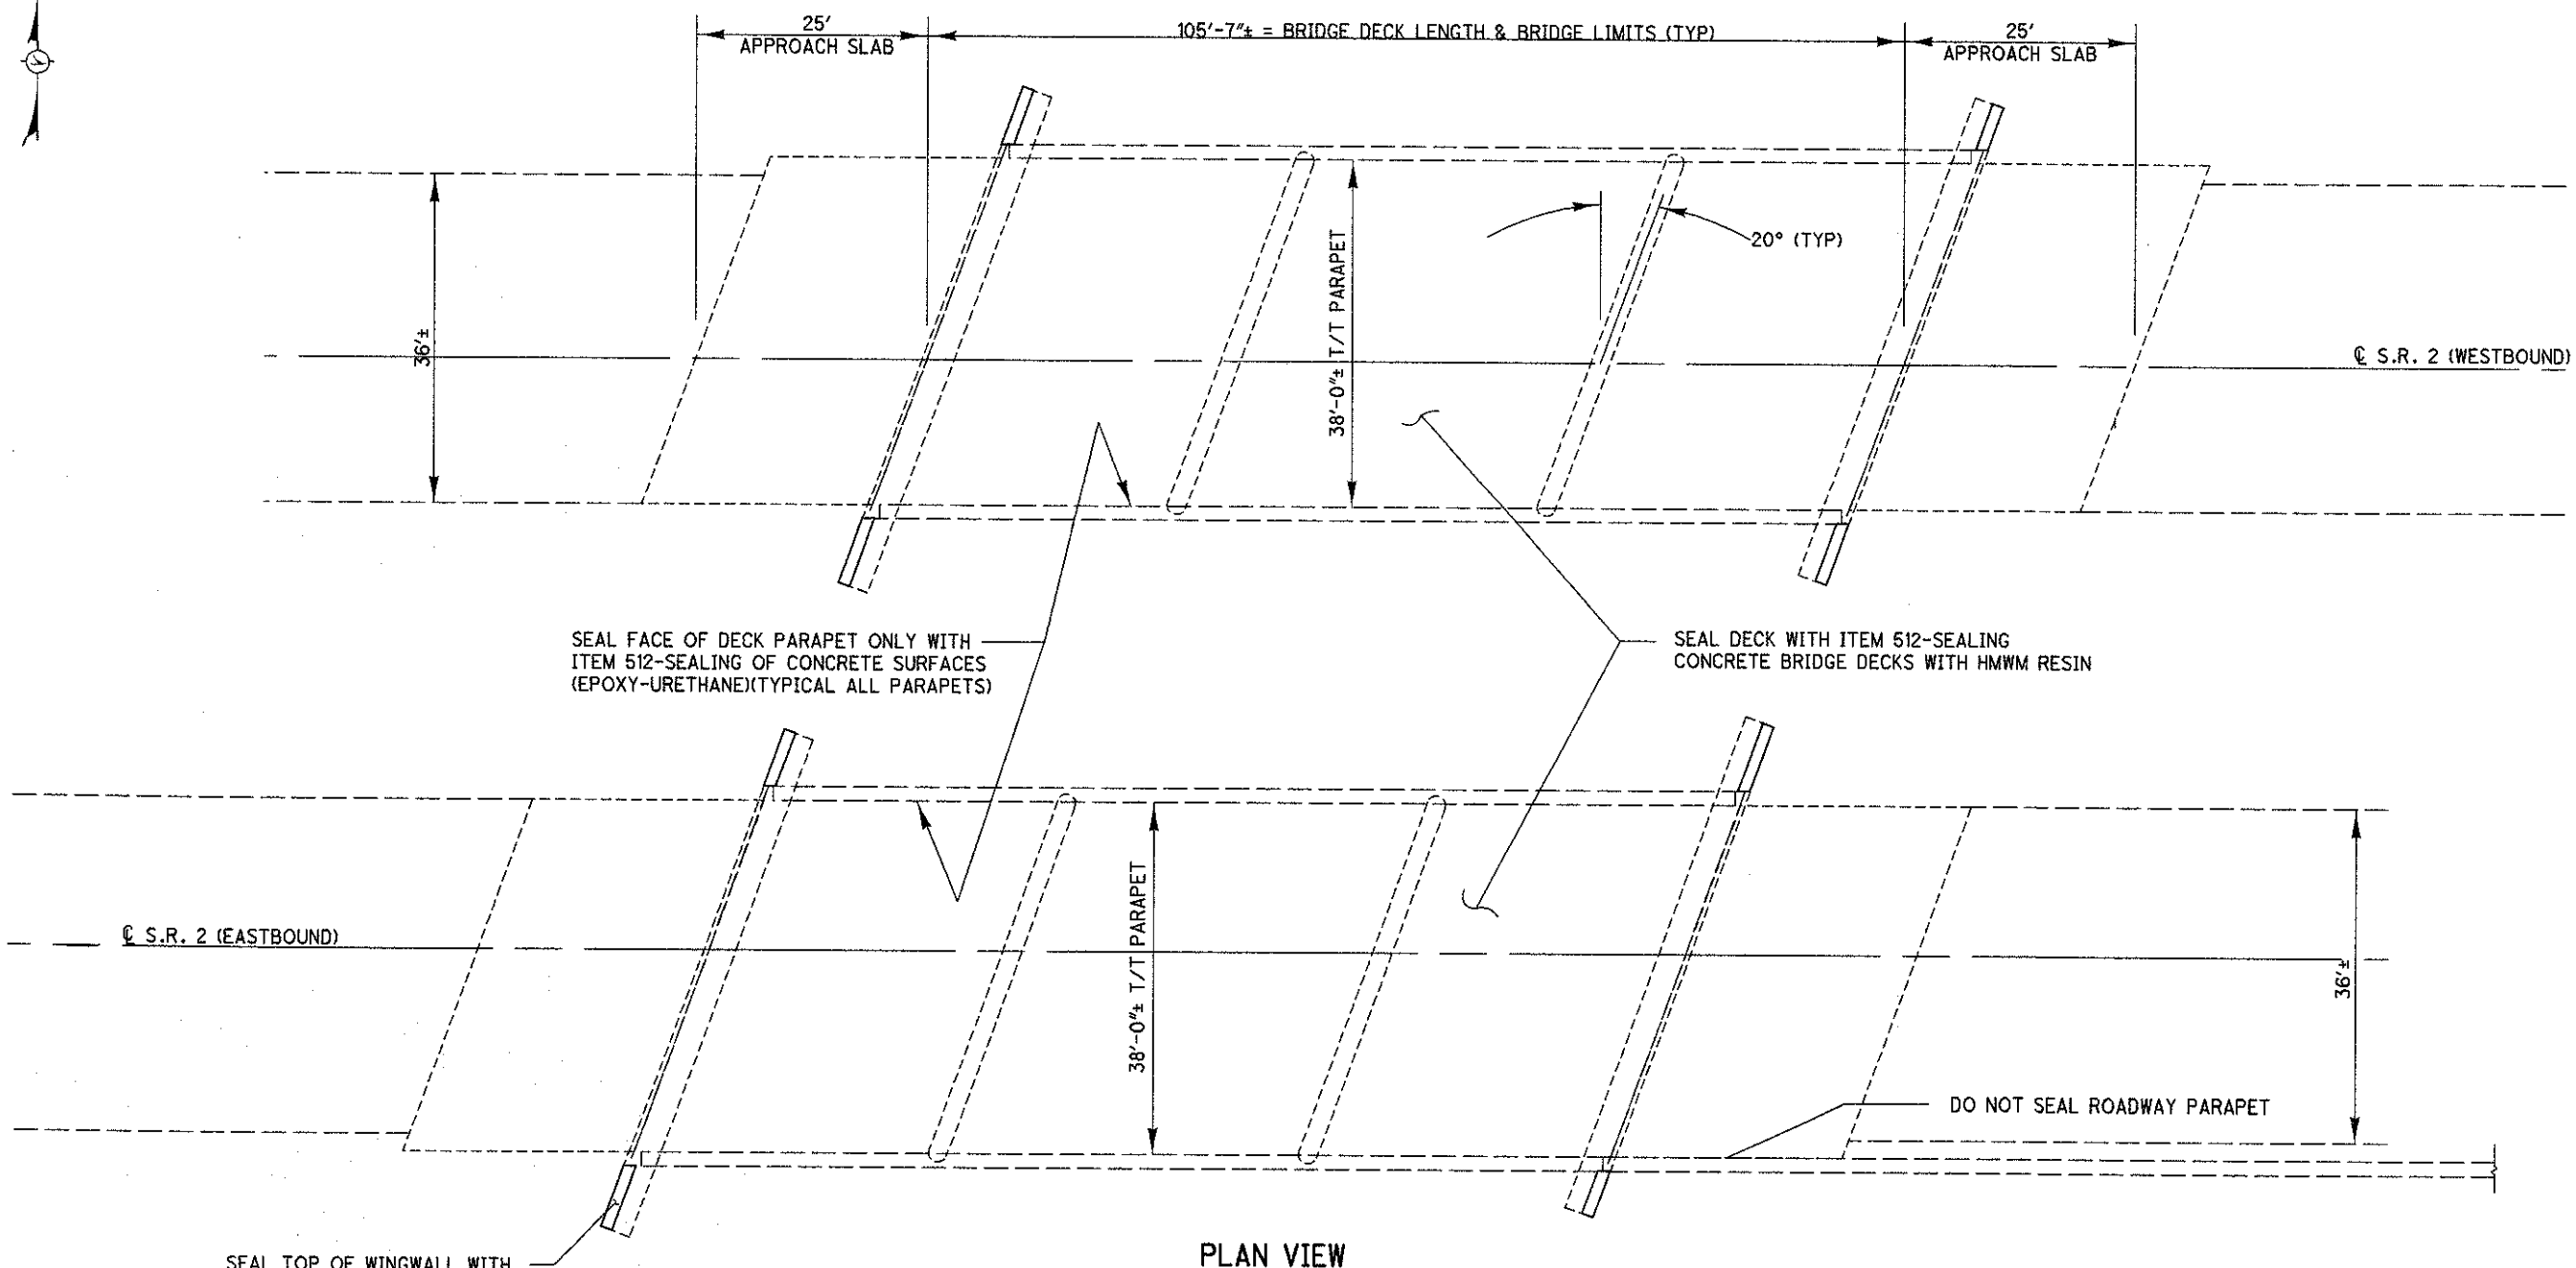 25'
APPROACH SLAB
105'-7"± = BRIDGE DECK LENGTH & BRIDGE LIMITS (TYP)
25'
APPROACH SLAB
36'±
38'-0"± T/T PARAPET
20° (TYP)
℄ S.R. 2 (WESTBOUND)
SEAL FACE OF DECK PARAPET ONLY WITH
ITEM 512-SEALING OF CONCRETE SURFACES
(EPOXY-URETHANE)(TYPICAL ALL PARAPETS)
SEAL DECK WITH ITEM 512-SEALING
CONCRETE BRIDGE DECKS WITH HMWM RESIN
℄ S.R. 2 (EASTBOUND)
38'-0"± T/T PARAPET
36'±
DO NOT SEAL ROADWAY PARAPET
SEAL TOP OF WINGWALL WITH
PLAN VIEW